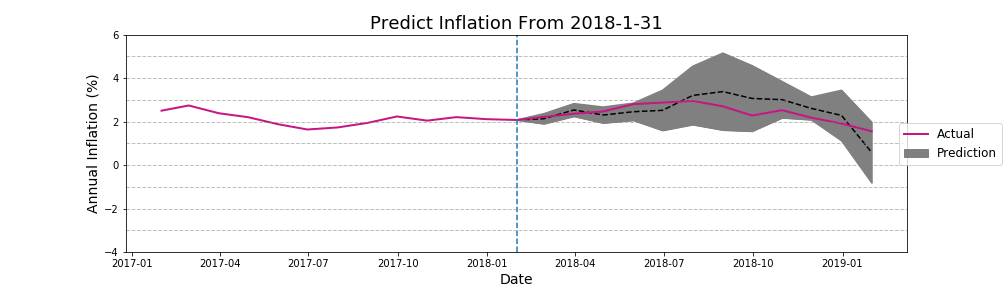 Predict Inflation From 2018-1-31
Annual Inflation (%)
6
4
2
0
−2
−4
2017-01 2017-04 2017-07 2017-10 2018-01 2018-04 2018-07 2018-10 2019-01
Date
Actual
Prediction